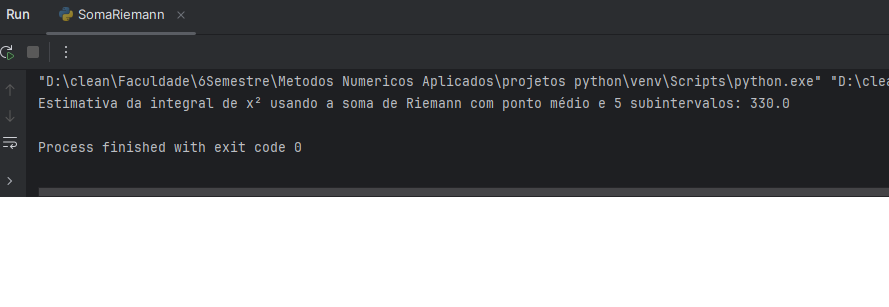 Run SomaRiemann
"D:\clean\Faculdade\6Semestre\Metodos Numericos Aplicados\projetos python\venv\Scripts\python.exe" "D:\clea
Estimativa da integral de x² usando a soma de Riemann com ponto médio e 5 subintervalos: 330.0
Process finished with exit code 0